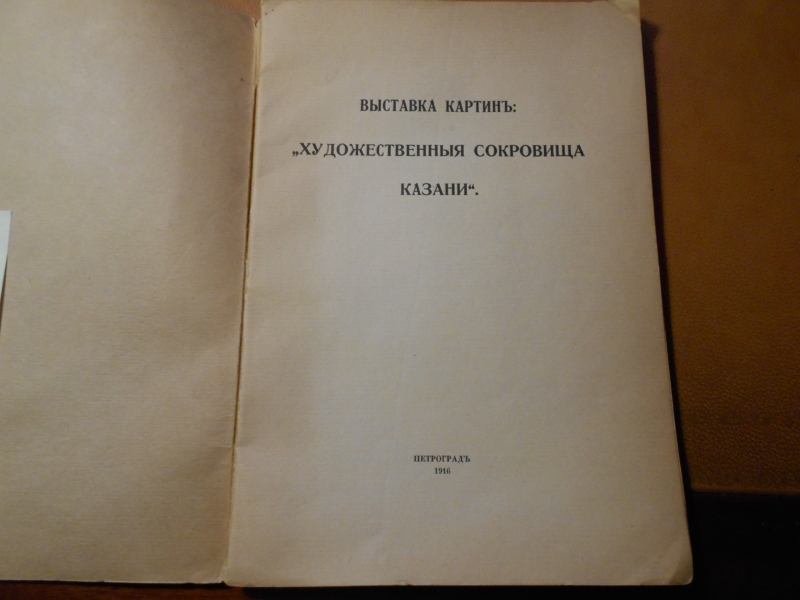 ВЫСТАВКА КАРТИНЪ:
„ХУДОЖЕСТВЕННЫЯ СОКРОВИЩА
КАЗАНИ“.
ПЕТРОГРАДЪ
1916